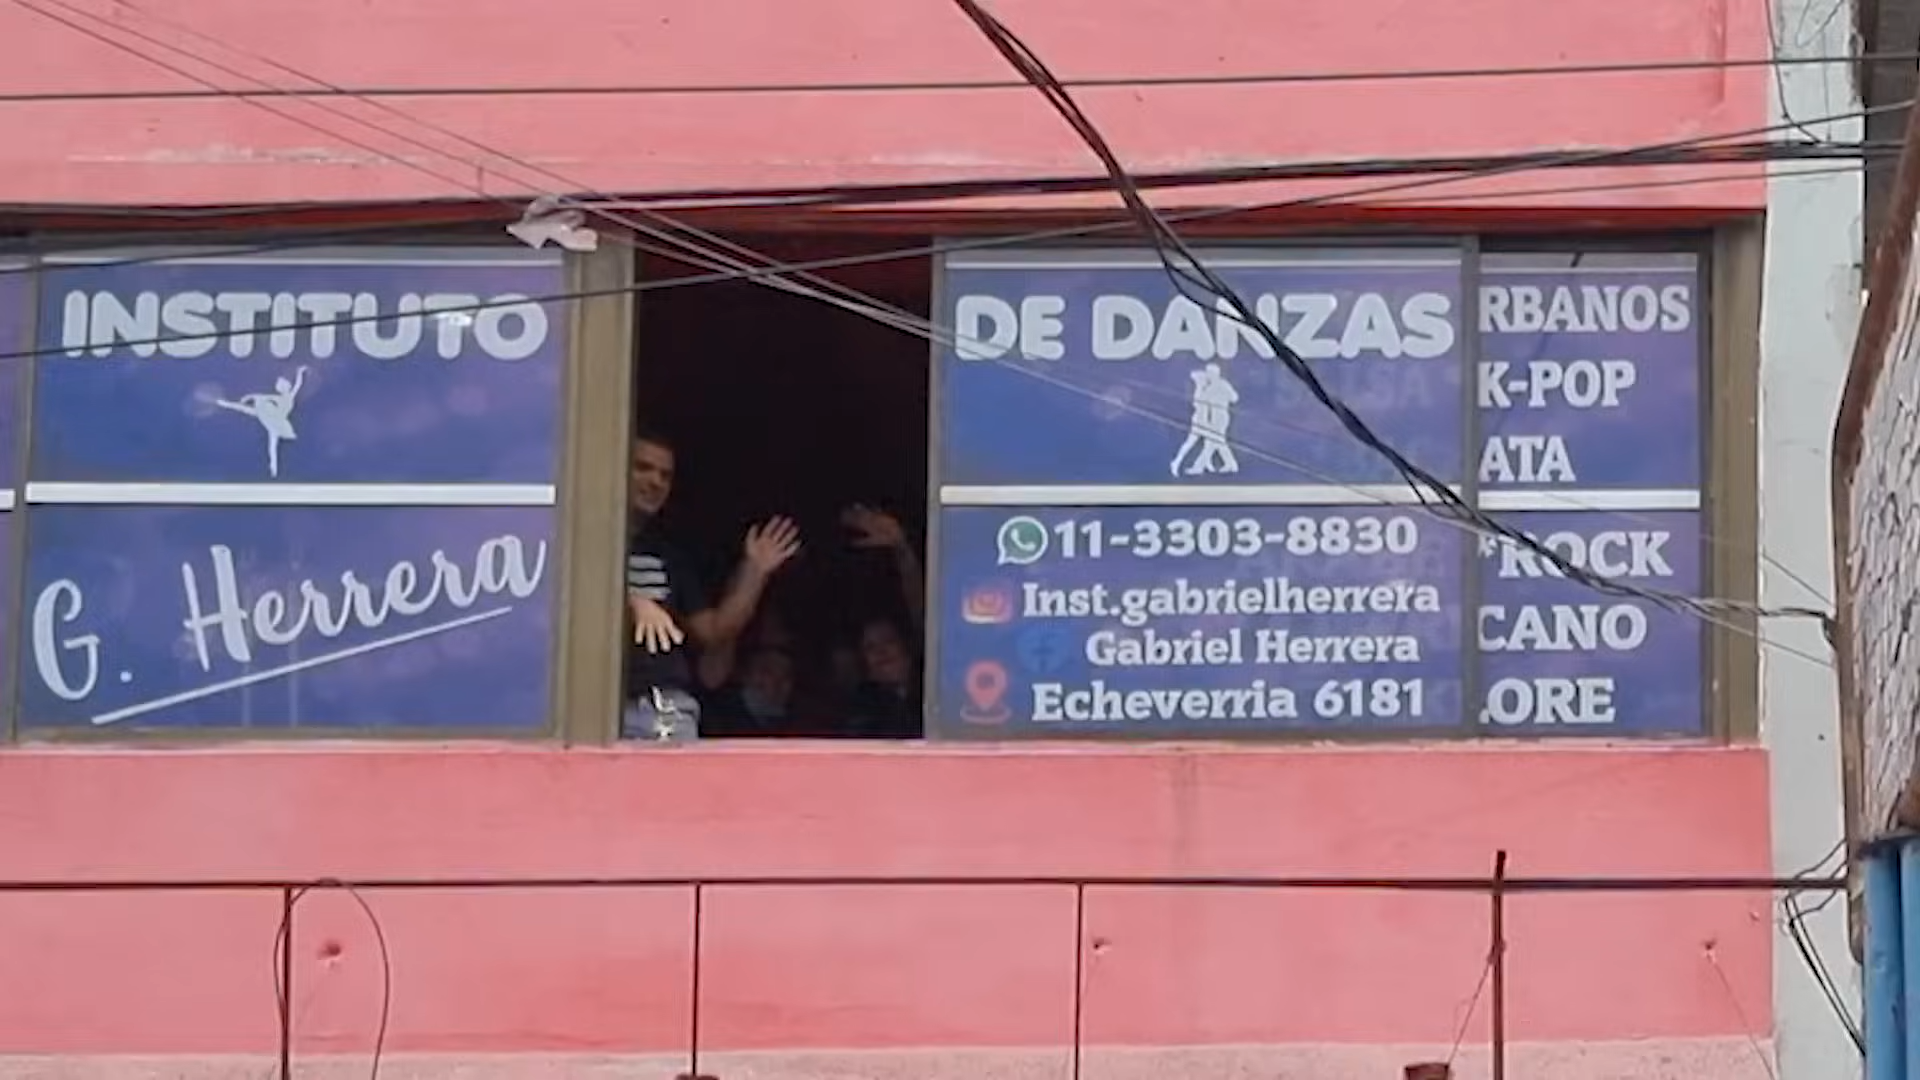 INSTITUTO
G. Herrera
DE DANZAS
11-3303-8830
Inst.gabrielherrera
Gabriel Herrera
Echeverria 6181
RBANOS
K-POP
ATA
ROCK
CANO
LORE